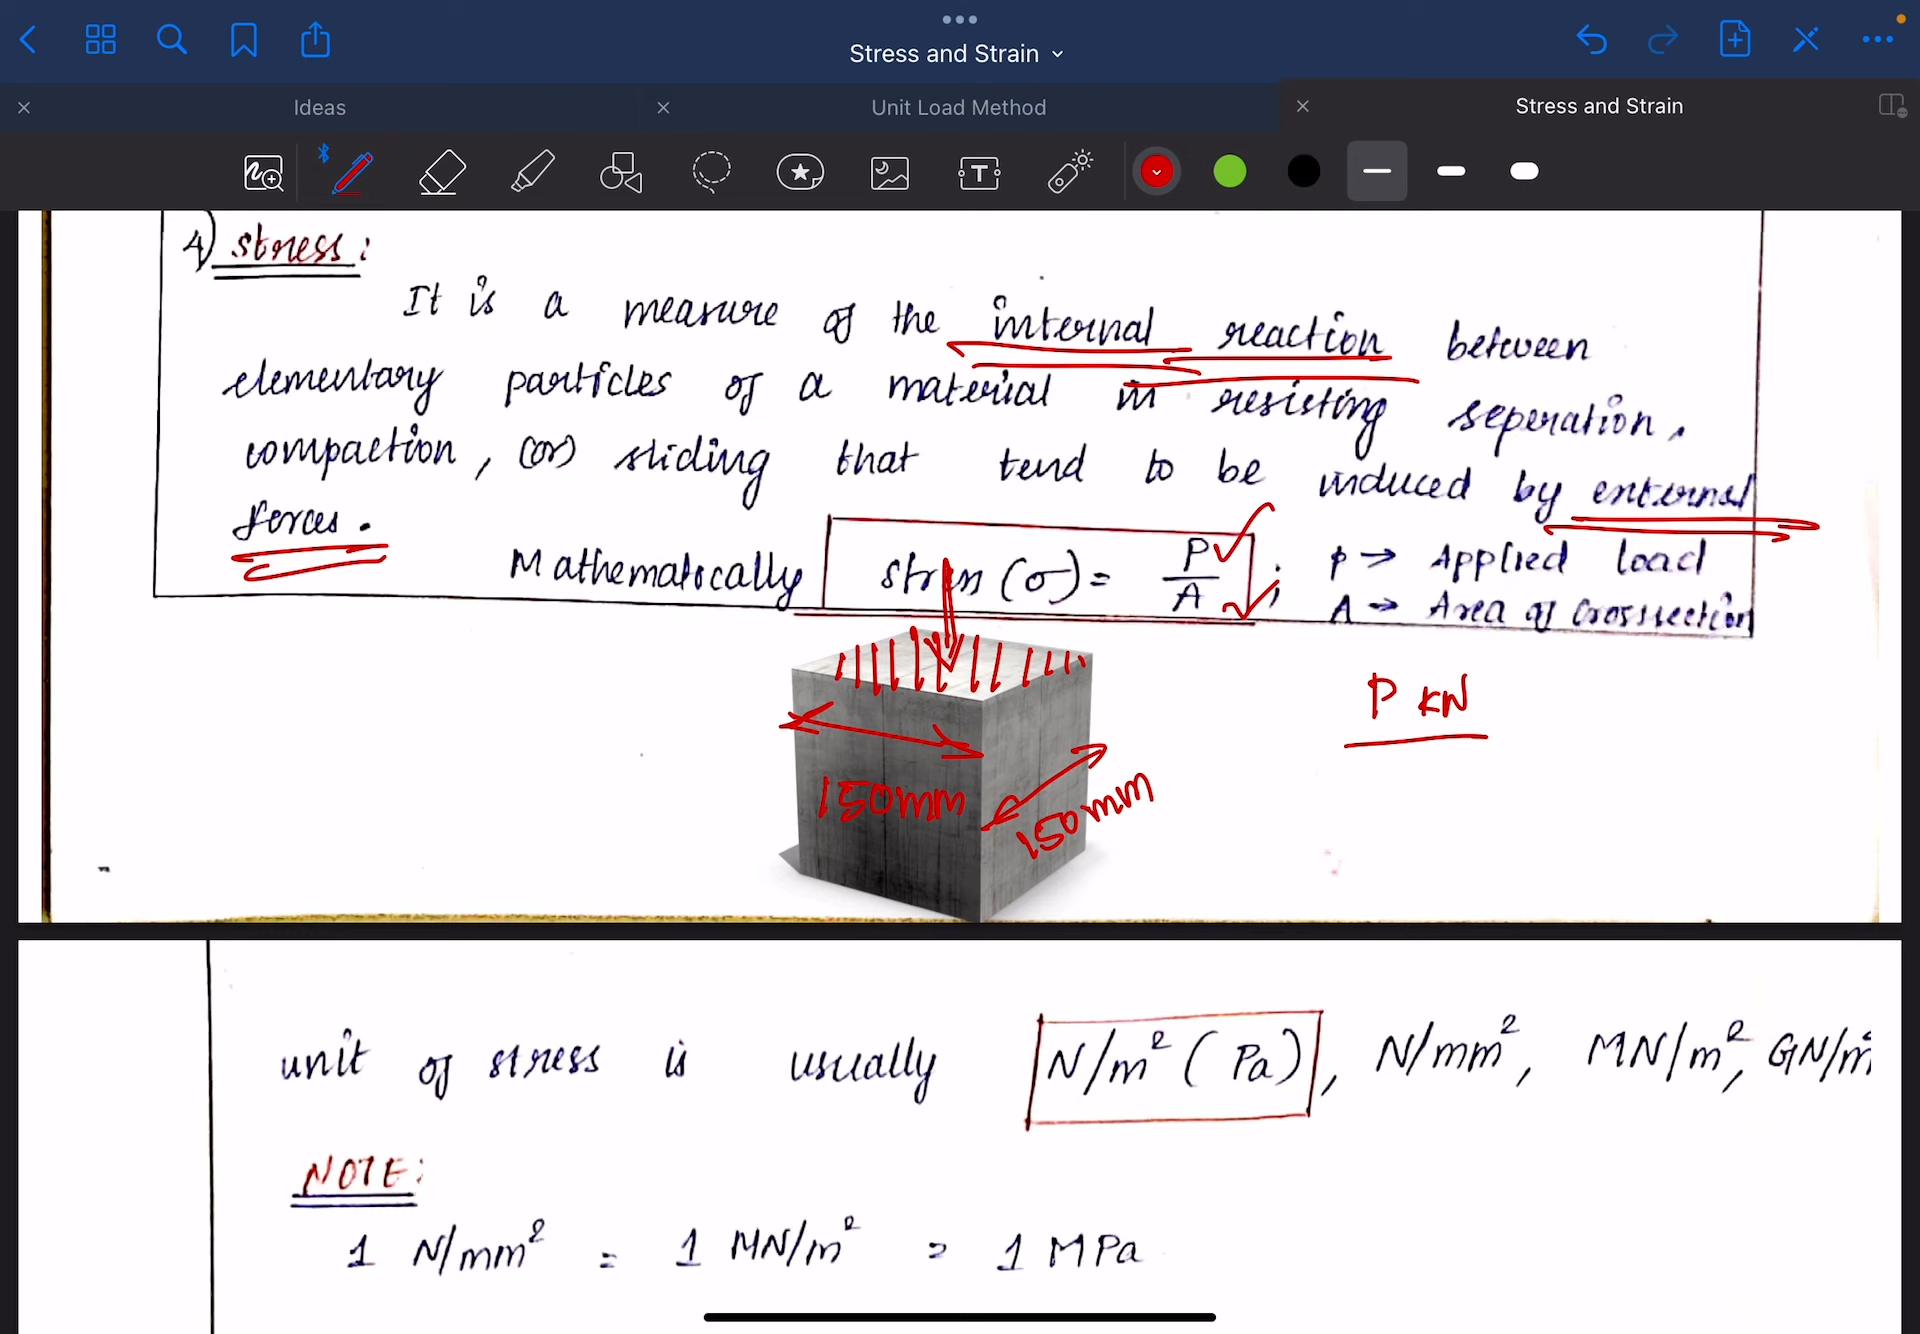 Stress and Strain
Ideas
Unit Load Method
Stress and Strain
4) stress:
It is a measure of the internal reaction between
elementary particles of a material in resisting seperation,
compaction, (or) sliding that tend to be induced by external
forces.
Mathematically stress (σ) = P/A ; P → Applied load
A → Area of crosssection
P KN
150mm
150mm
unit of stress is usually N/m² (Pa), N/mm², MN/m², GN/m²
NOTE:
1 N/mm² = 1 MN/m² = 1 MPa